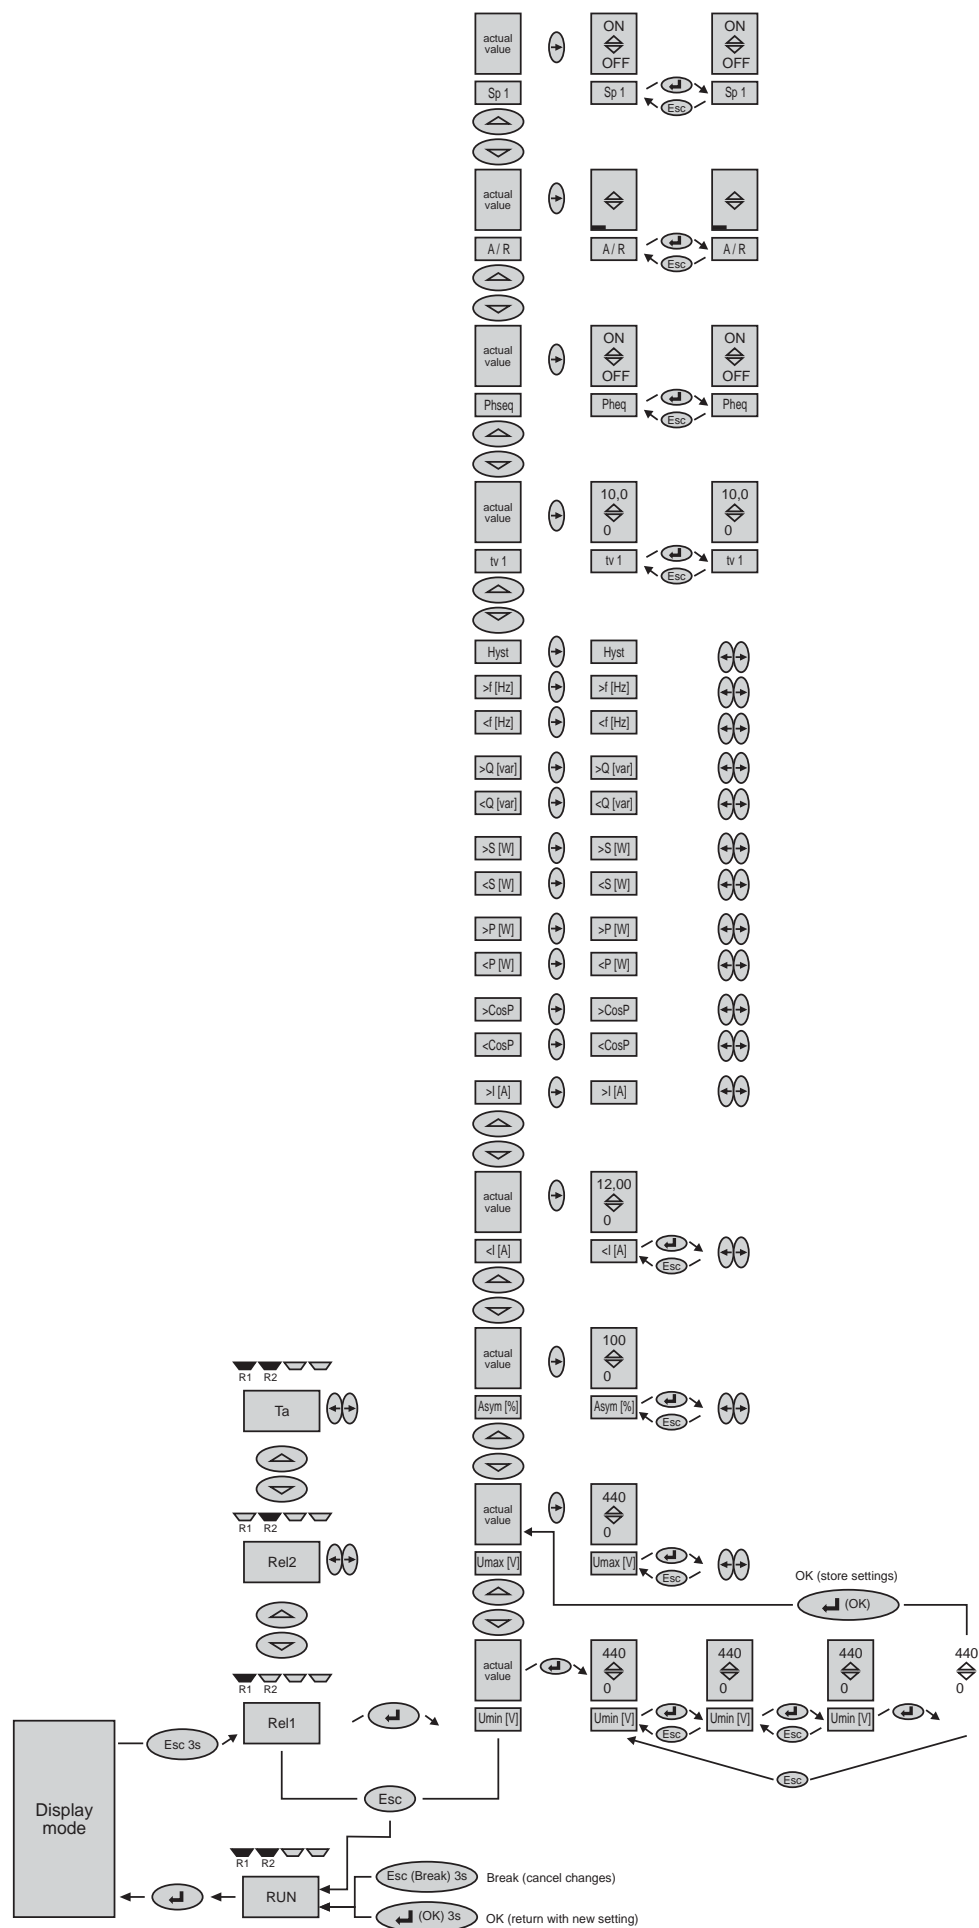 actual
value
ON
OFF
ON
OFF
Sp 1
Sp 1
Esc
Sp 1
actual
value
A / R
A / R
Esc
A / R
actual
value
ON
OFF
ON
OFF
Phseq
Pheq
Esc
Pheq
actual
value
10,0
0
10,0
0
tv 1
tv 1
Esc
tv 1
Hyst
Hyst
>f [Hz]
>f [Hz]
<f [Hz]
<f [Hz]
>Q [var]
>Q [var]
<Q [var]
<Q [var]
>S [W]
>S [W]
<S [W]
<S [W]
>P [W]
>P [W]
<P [W]
<P [W]
>CosP
>CosP
<CosP
<CosP
>I [A]
>I [A]
actual
value
12,00
0
<I [A]
<I [A]
Esc
actual
value
100
0
R1 R2
Ta
Asym [%]
Asym [%]
Esc
actual
value
440
0
R1 R2
Rel2
Umax [V]
Umax [V]
Esc
OK (store settings)
(OK)
actual
value
440
0
440
0
440
0
440
0
R1 R2
Rel1
Umin [V]
Umin [V]
Esc
Umin [V]
Esc
Umin [V]
Esc 3s
Esc
Esc
Display
mode
R1 R2
RUN
Esc (Break) 3s
Break (cancel changes)
(OK) 3s
OK (return with new setting)